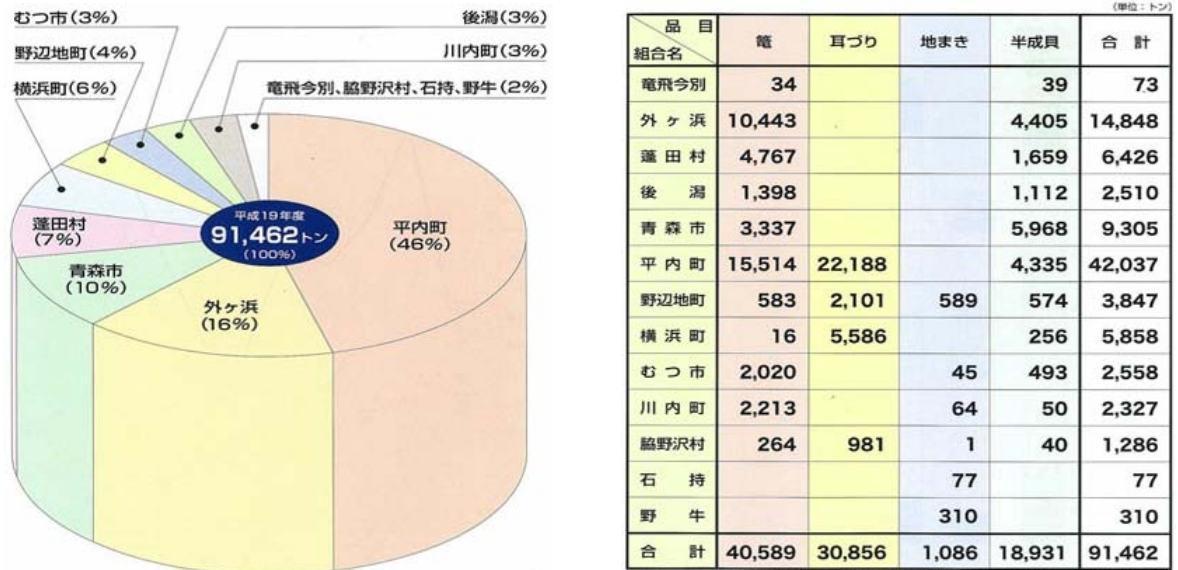 むつ市(3%)
後潟(3%)
野辺地町(4%)
川内町(3%)
横浜町(6%)
竜飛今別、脇野沢村、石持、野牛(2%)
平成19年度
91,462トン
(100%)
平内町
(46%)
蓬田村
(7%)
青森市
(10%)
外ヶ浜
(16%)
(単位:トン)
品目
組合名 篭 耳づり 地まき 半成貝 合計
竜飛今別 34 39 73
外ヶ浜 10,443 4,405 14,848
蓬田村 4,767 1,659 6,426
後潟 1,398 1,112 2,510
青森市 3,337 5,968 9,305
平内町 15,514 22,188 4,335 42,037
野辺地町 583 2,101 589 574 3,847
横浜町 16 5,586 256 5,858
むつ市 2,020 45 493 2,558
川内町 2,213 64 50 2,327
脇野沢村 264 981 1 40 1,286
石持 77 77
野牛 310 310
合計 40,589 30,856 1,086 18,931 91,462